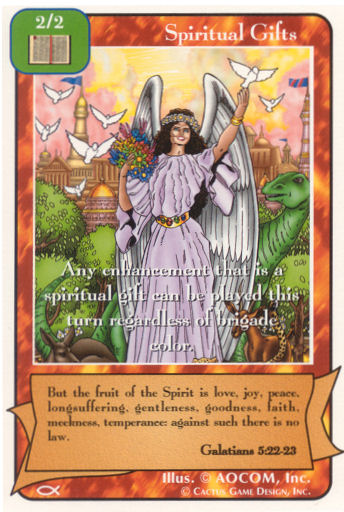 2/2
Spiritual Gifts
Any enhancement that is a
spiritual gift can be played this
turn regardless of brigade
color.
But the fruit of the Spirit is love, joy, peace,
longsuffering, gentleness, goodness, faith,
meekness, temperance: against such there is no
law.
Galatians 5:22-23
Illus. © AOCOM, Inc.
© Cactus Game Design, Inc.